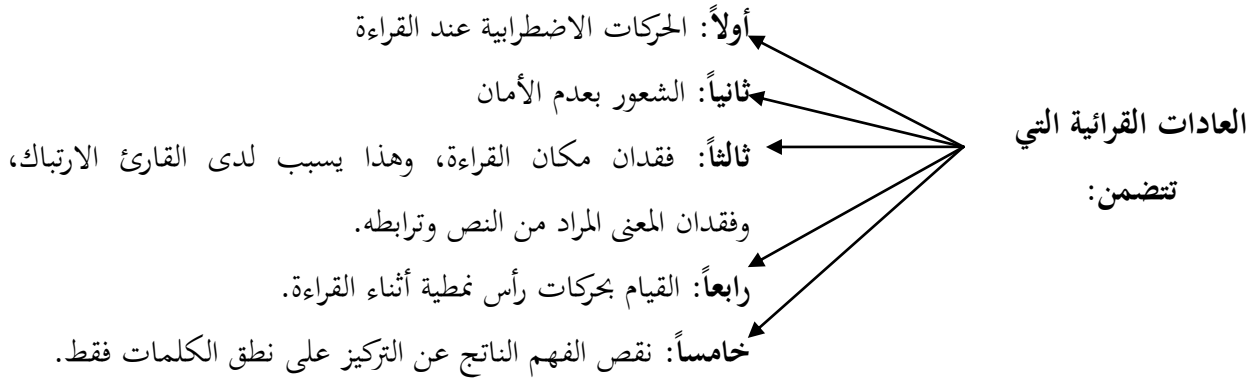 العادات القرائية التي
تتضمن:
أولاً: الحركات الاضطرابية عند القراءة
ثانياً: الشعور بعدم الأمان
ثالثاً: فقدان مكان القراءة، وهذا يسبب لدى القارئ الارتباك،
وفقدان المعنى المراد من النص وترابطه.
رابعاً: القيام بحركات رأس نمطية أثناء القراءة.
خامساً: نقص الفهم الناتج عن التركيز على نطق الكلمات فقط.